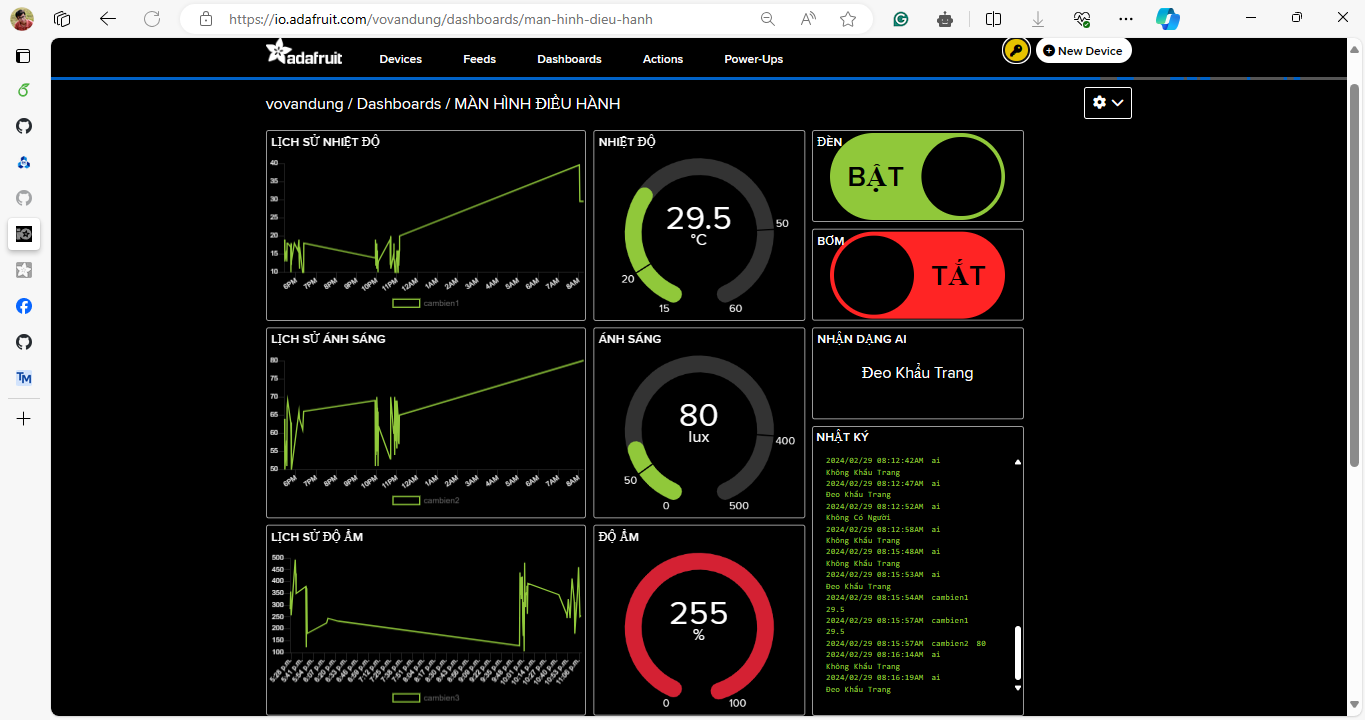 https://io.adafruit.com/vovandung/dashboards/man-hinh-dieu-hanh
adafruit
Devices
Feeds
Dashboards
Actions
Power-Ups
New Device
vovandung / Dashboards / MÀN HÌNH ĐIỀU HÀNH
LỊCH SỬ NHIỆT ĐỘ
40
35
30
25
20
15
10
6PM 7PM 8PM 9PM 10PM 11PM 12AM 1AM 2AM 3AM 4AM 5AM 6AM 7AM 8AM
cambien1
NHIỆT ĐỘ
29.5
°C
50
20
15
60
ĐÈN
BẬT
BƠM
TẮT
LỊCH SỬ ÁNH SÁNG
80
75
70
65
60
55
50
6PM 7PM 8PM 9PM 10PM 11PM 12AM 1AM 2AM 3AM 4AM 5AM 6AM 7AM 8AM
cambien2
ÁNH SÁNG
80
lux
400
50
0
500
NHẬN DẠNG AI
Đeo Khẩu Trang
NHẬT KÝ
2024/02/29 08:12:42AM ai
Không Khẩu Trang
2024/02/29 08:12:47AM ai
Đeo Khẩu Trang
2024/02/29 08:12:52AM ai
Không Có Người
2024/02/29 08:12:58AM ai
Không Khẩu Trang
2024/02/29 08:15:48AM ai
Không Khẩu Trang
2024/02/29 08:15:53AM ai
Đeo Khẩu Trang
2024/02/29 08:15:54AM cambien1
29.5
2024/02/29 08:15:57AM cambien1
29.5
2024/02/29 08:15:57AM cambien2 80
2024/02/29 08:16:14AM ai
Không Khẩu Trang
2024/02/29 08:16:19AM ai
Đeo Khẩu Trang
LỊCH SỬ ĐỘ ẨM
500
450
400
350
300
250
200
150
100
cambien3
ĐỘ ẨM
255
%
0
100
TM